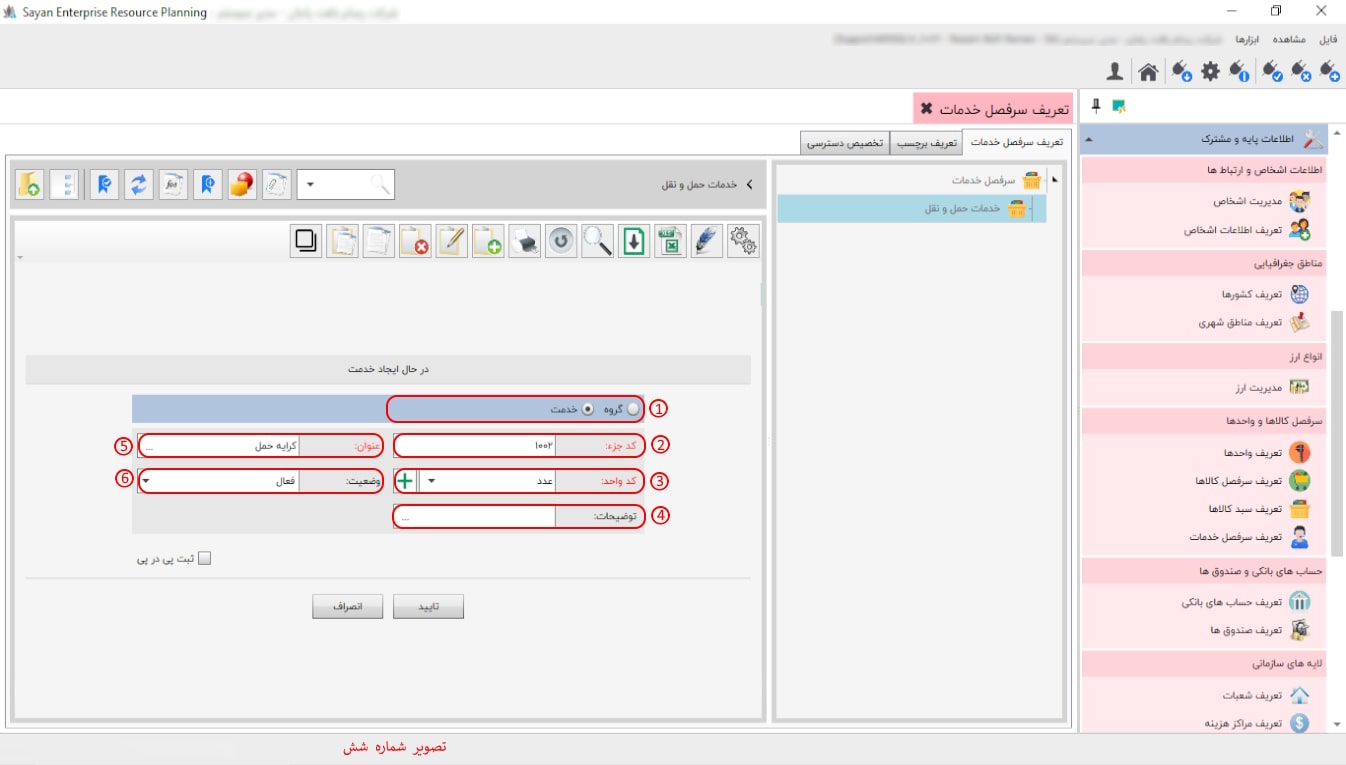 Sayan Enterprise Resource Planning
فایل مشاهده ابزارها
تعریف سرفصل خدمات
تعریف سرفصل خدمات
تعریف برچسب
تخصیص دسترسی
سرفصل خدمات
خدمات حمل و نقل
خدمات حمل و نقل
در حال ایجاد خدمت
گروه خدمت 1
کد جزء: ۱۰۰۲ 2
عنوان: کرایه حمل ... 5
کد واحد: عدد 3
وضعیت: فعال 6
توضیحات: ... 4
ثبت پی در پی
تایید
انصراف
اطلاعات پایه و مشترک
اطلاعات اشخاص و ارتباط ها
مدیریت اشخاص
تعریف اطلاعات اشخاص
مناطق جغرافیایی
تعریف کشورها
تعریف مناطق شهری
انواع ارز
مدیریت ارز
سرفصل کالاها و واحدها
تعریف واحدها
تعریف سرفصل کالاها
تعریف سبد کالاها
تعریف سرفصل خدمات
حساب های بانکی و صندوق ها
تعریف حساب های بانکی
تعریف صندوق ها
لایه های سازمانی
تعریف شعبات
تعریف مراکز هزینه
تصویر شماره شش